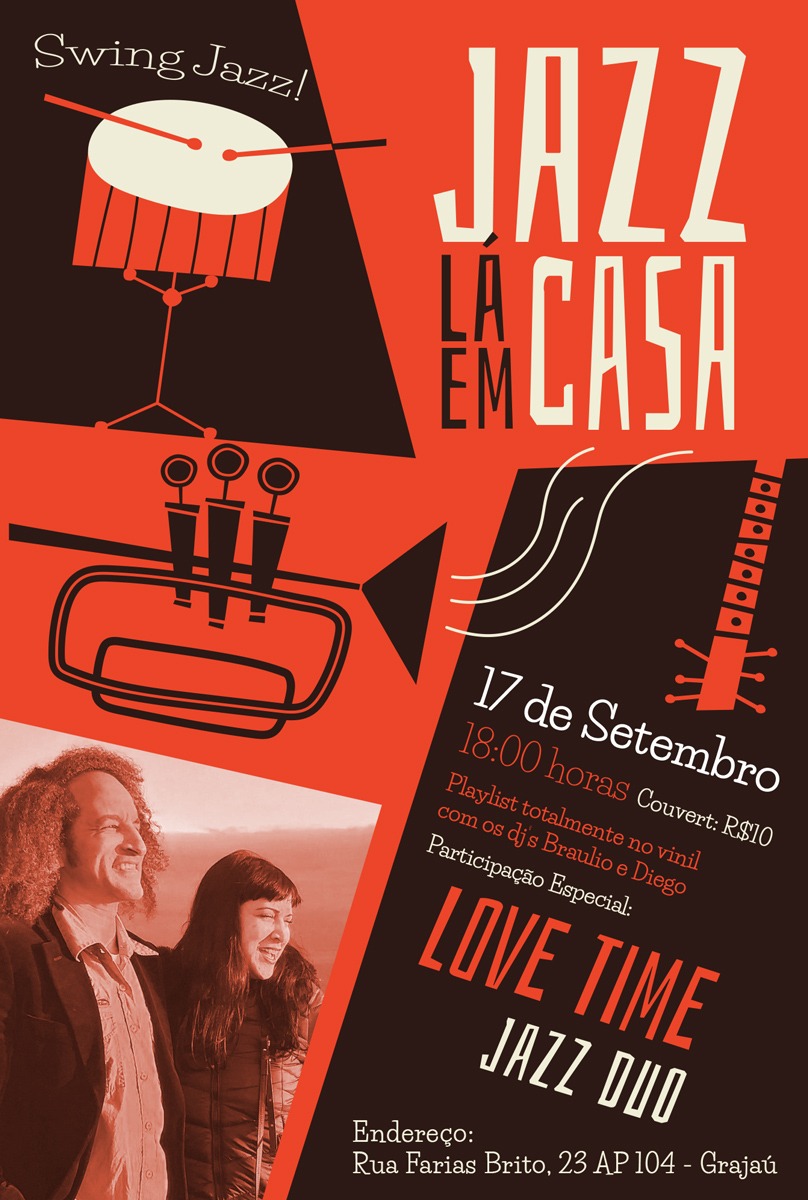 Swing Jazz!
JAZZ
LÁ
EM
CASA
17 de Setembro
18:00 horas
Couvert: R$10
Playlist totalmente no vinil
com os dj's Braulio e Diego
Participação Especial:
LOVE TIME
JAZZ DUO
Endereço:
Rua Farias Brito, 23 AP 104 - Grajaú